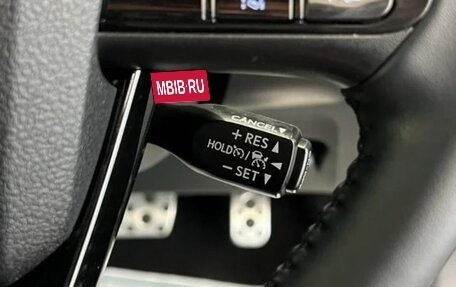 MBIB.RU
CANCEL▼
+ RES ▲
HOLD / ◀
− SET ▼